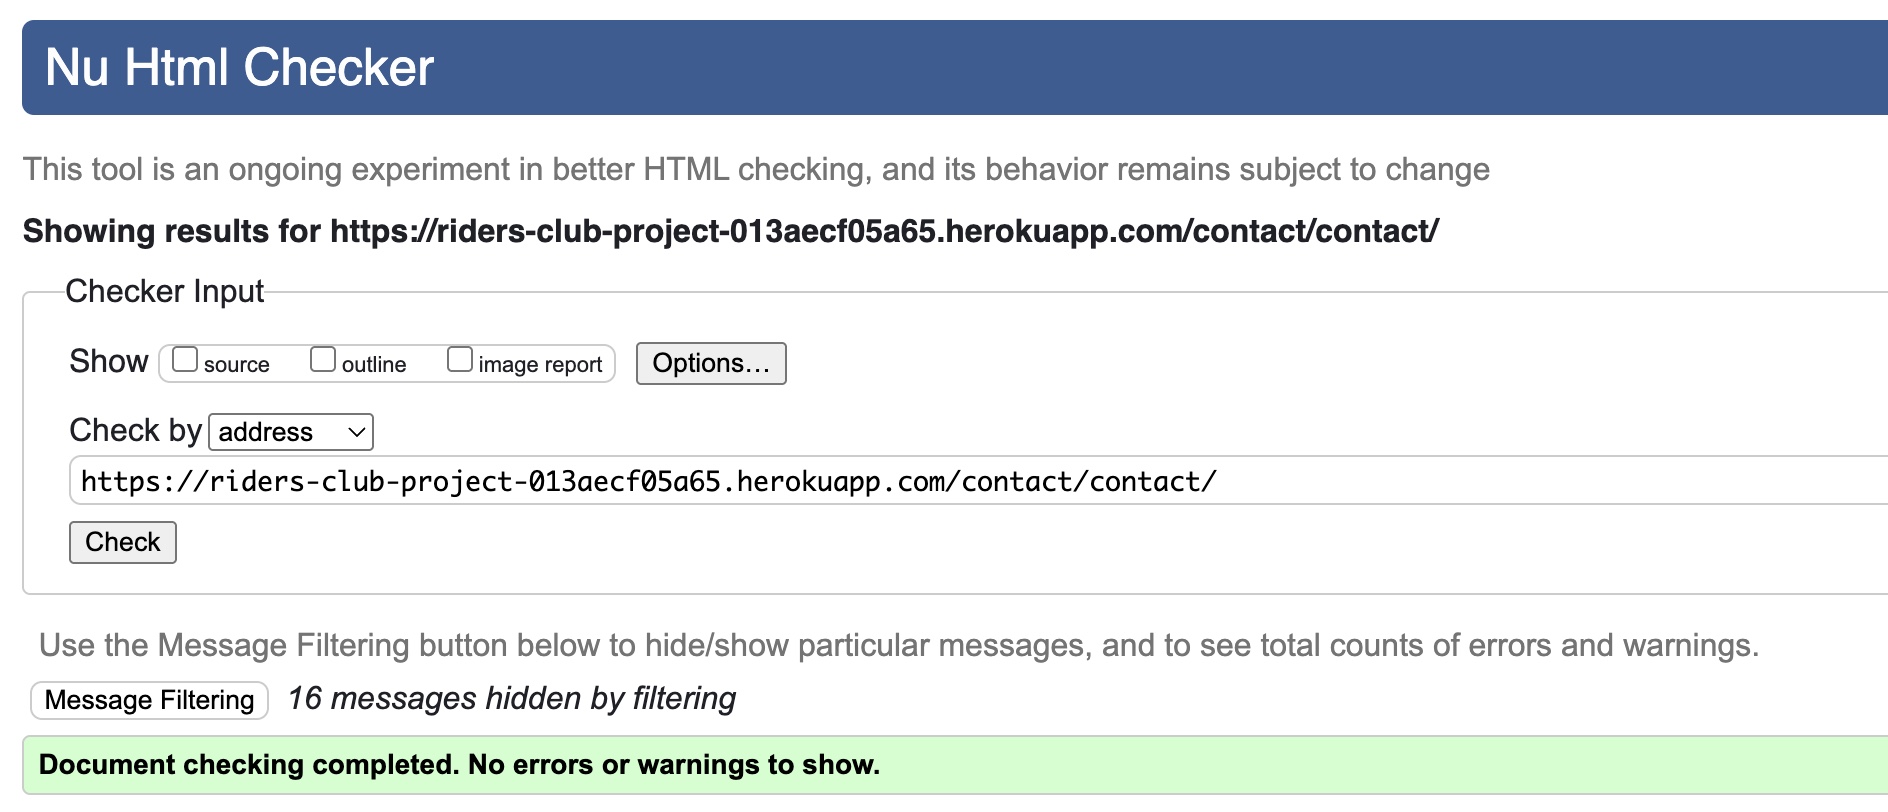 Nu Html Checker
This tool is an ongoing experiment in better HTML checking, and its behavior remains subject to change
Showing results for https://riders-club-project-013aecf05a65.herokuapp.com/contact/contact/
Checker Input
Show source outline image report Options...
Check by address
https://riders-club-project-013aecf05a65.herokuapp.com/contact/contact/
Check
Use the Message Filtering button below to hide/show particular messages, and to see total counts of errors and warnings.
Message Filtering 16 messages hidden by filtering
Document checking completed. No errors or warnings to show.